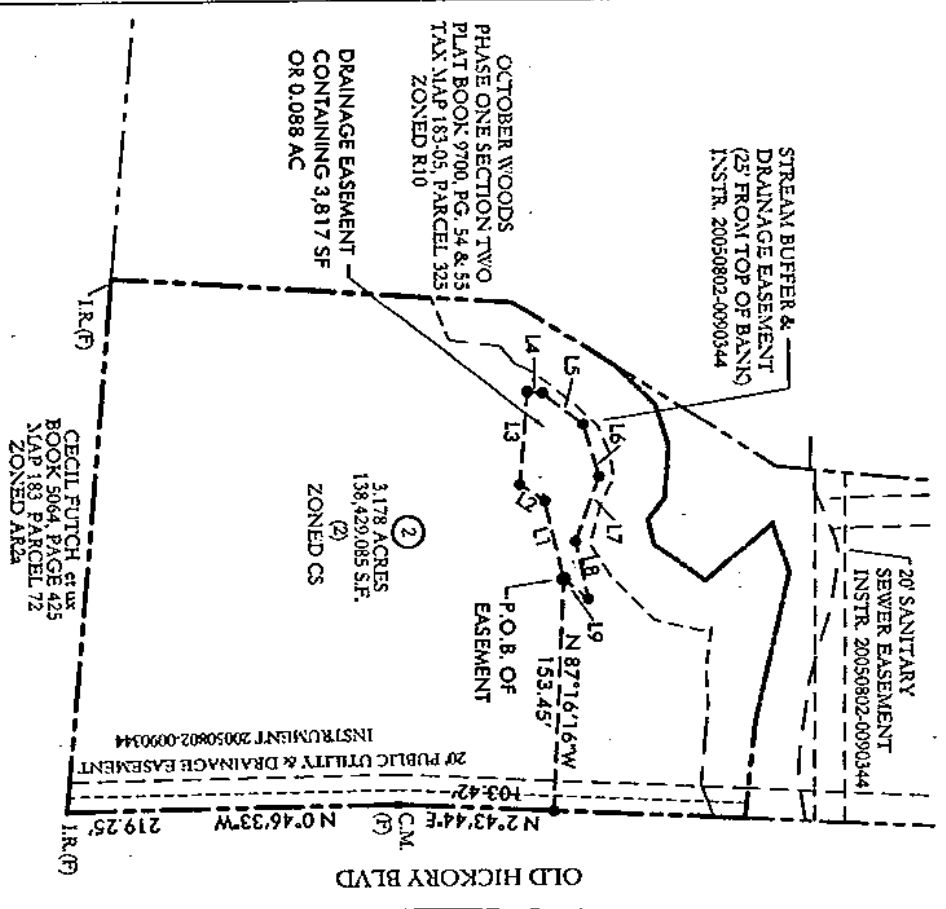 STREAM BUFFER &
DRAINAGE EASEMENT
(25' FROM TOP OF BANK)
INSTR. 20050802-0090344
20' SANITARY
SEWER EASEMENT
INSTR. 20050802-0090344
OCTOBER WOODS
PHASE ONE SECTION TWO
PLAT BOOK 9700, PG. 54 & 55
TAX MAP 183-05, PARCEL 325
ZONED R10
DRAINAGE EASEMENT
CONTAINING 3,817 SF
OR 0.088 AC
L4
L5
L6
L7
L3
L2
L1
L8
L9
P.O.B. OF
EASEMENT
N 87°16'16"W
153.45'
2
3.178 ACRES
138,429.085 S.F.
(2)
ZONED CS
I.R.(F)
CECIL FUTCH et ux
BOOK 5064, PAGE 425
MAP 183 PARCEL 72
ZONED AR2a
20' PUBLIC UTILITY & DRAINAGE EASEMENT
INSTRUMENT 20050802-0090344
103.42'
N 2°43'44"E
C.M.
(F)
N 0°46'33"W
219.25'
I.R.(F)
OLD HICKORY BLVD